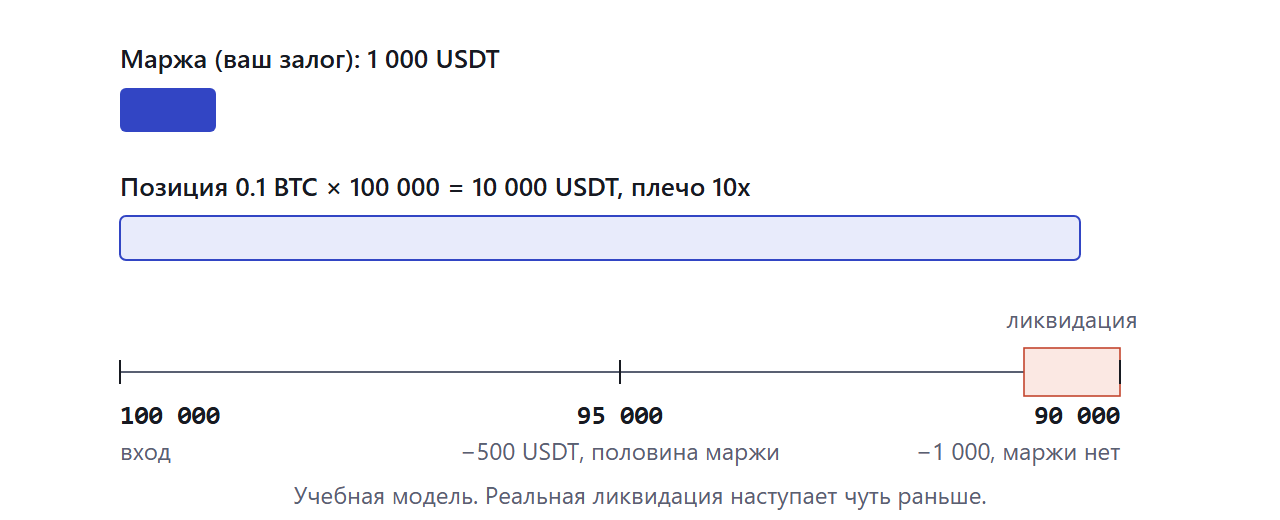 Маржа (ваш залог): 1 000 USDT
Позиция 0.1 BTC × 100 000 = 10 000 USDT, плечо 10x
ликвидация
100 000 95 000 90 000
вход −500 USDT, половина маржи −1 000, маржи нет
Учебная модель. Реальная ликвидация наступает чуть раньше.